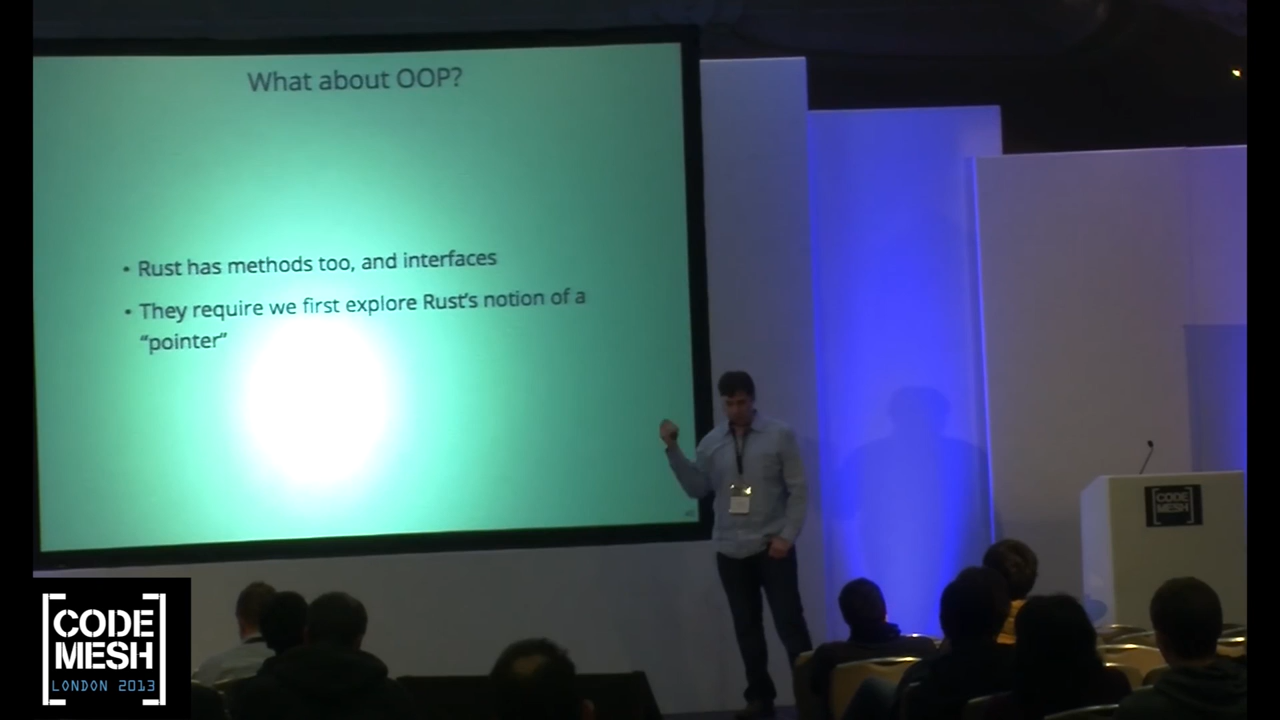 What about OOP?
• Rust has methods too, and interfaces
• They require we first explore Rust's notion of a
“pointer”
CODE
MESH
CODE
MESH
LONDON 2013